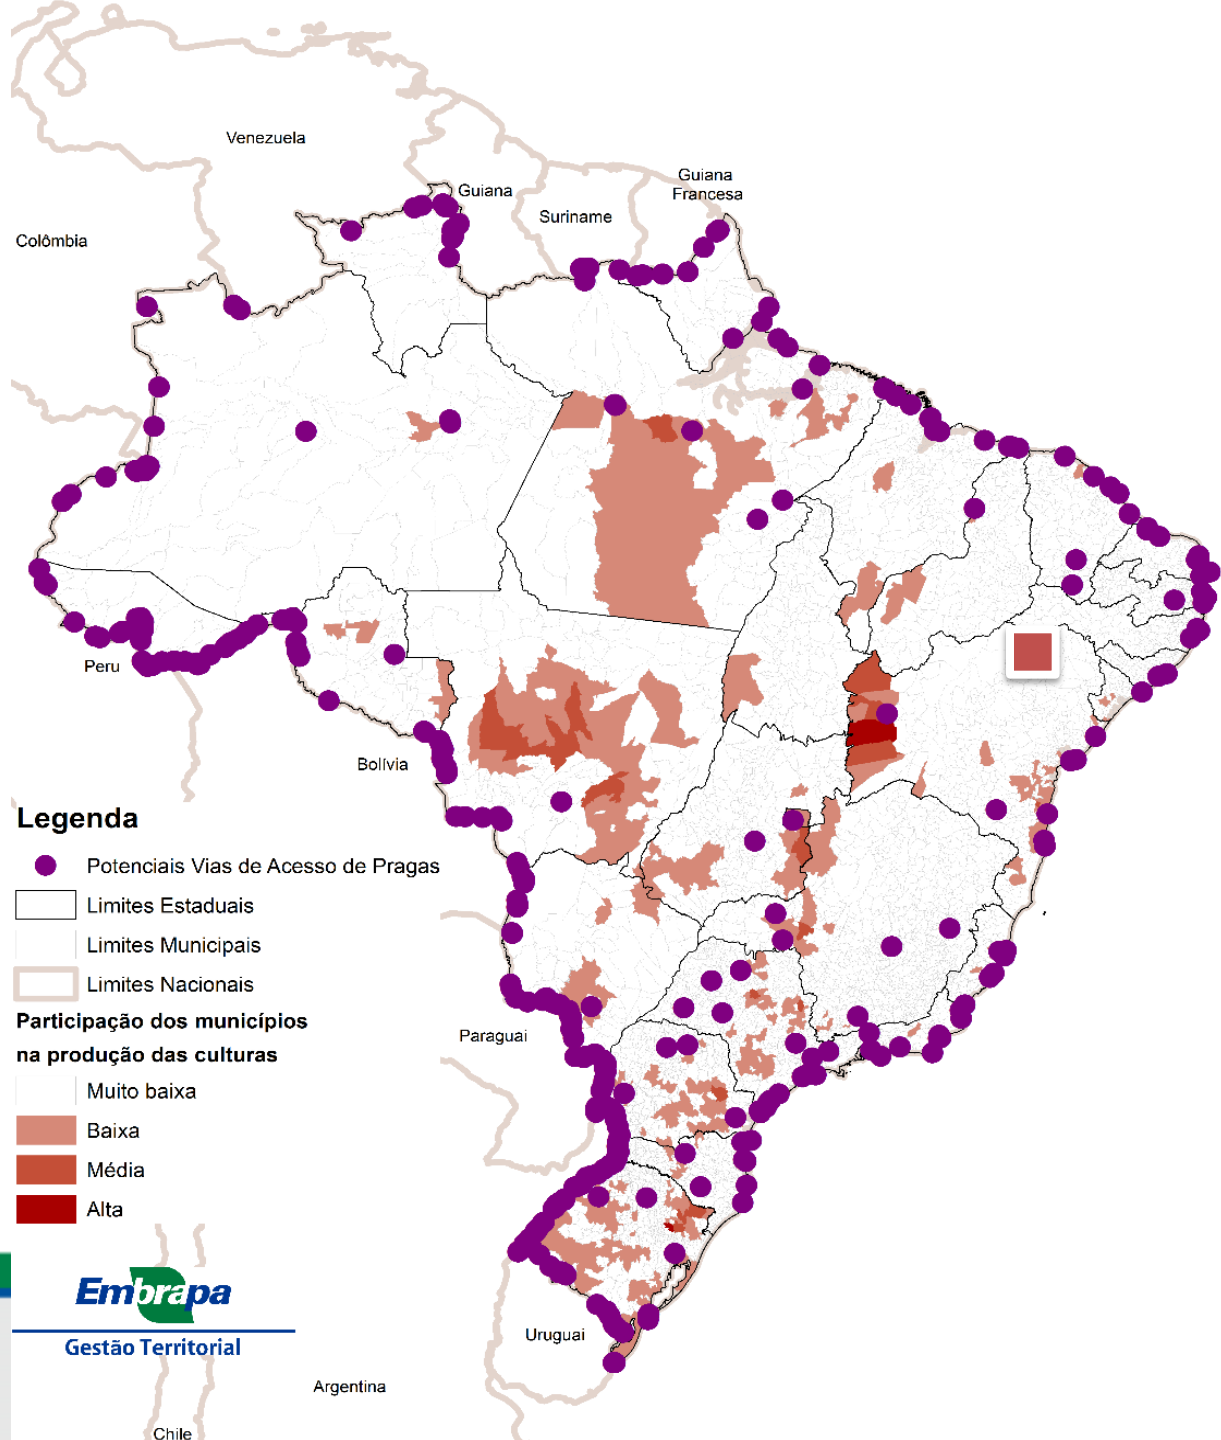 Venezuela
Guiana
Guiana
Francesa
Suriname
Colômbia
Peru
Bolívia
Legenda
Potenciais Vias de Acesso de Pragas
Limites Estaduais
Limites Municipais
Limites Nacionais
Participação dos municípios
na produção das culturas
Muito baixa
Baixa
Média
Alta
Paraguai
Embrapa
Gestão Territorial
Uruguai
Argentina
Chile